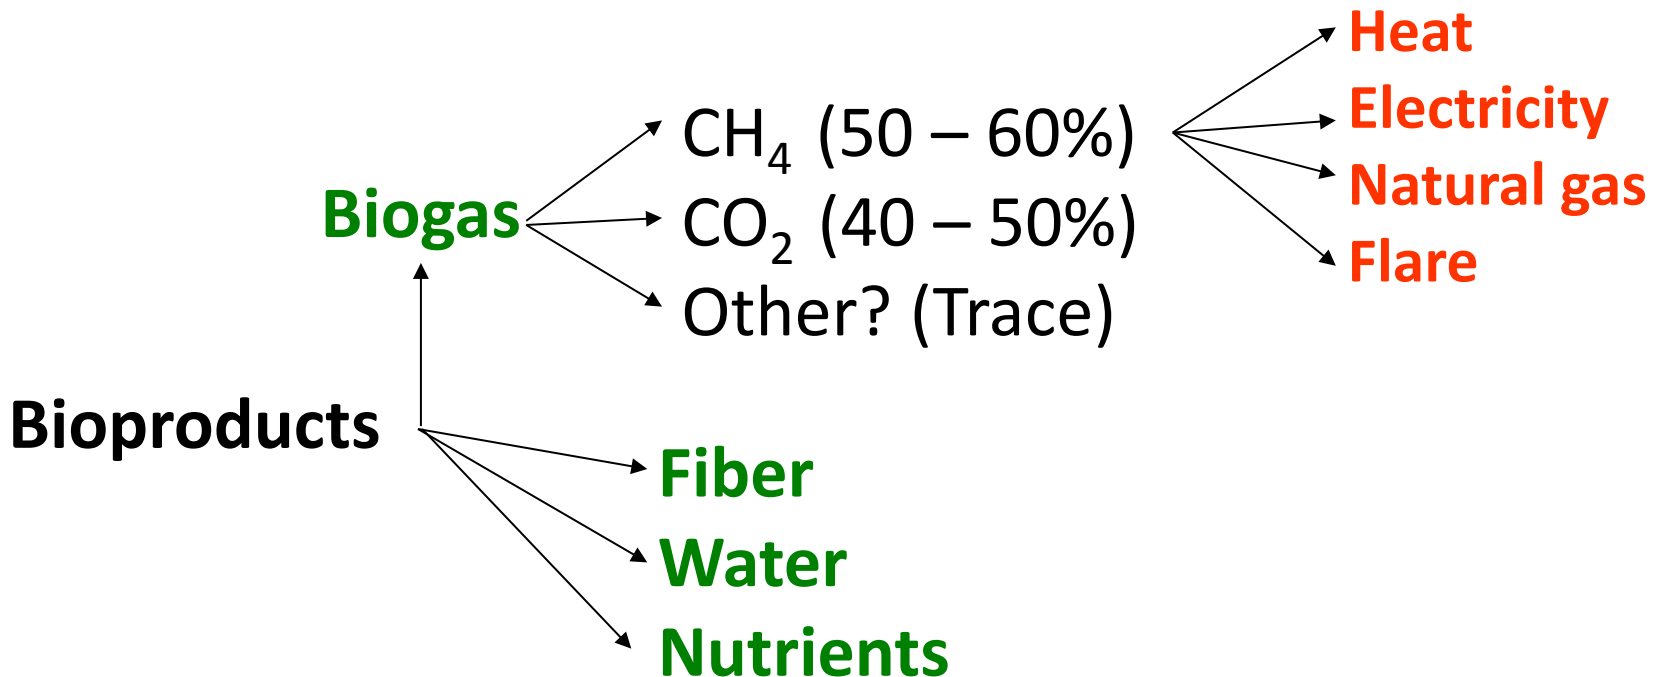 Heat
Electricity
Natural gas
Flare
CH₄ (50 – 60%)
CO₂ (40 – 50%)
Other? (Trace)
Biogas
Bioproducts
Fiber
Water
Nutrients